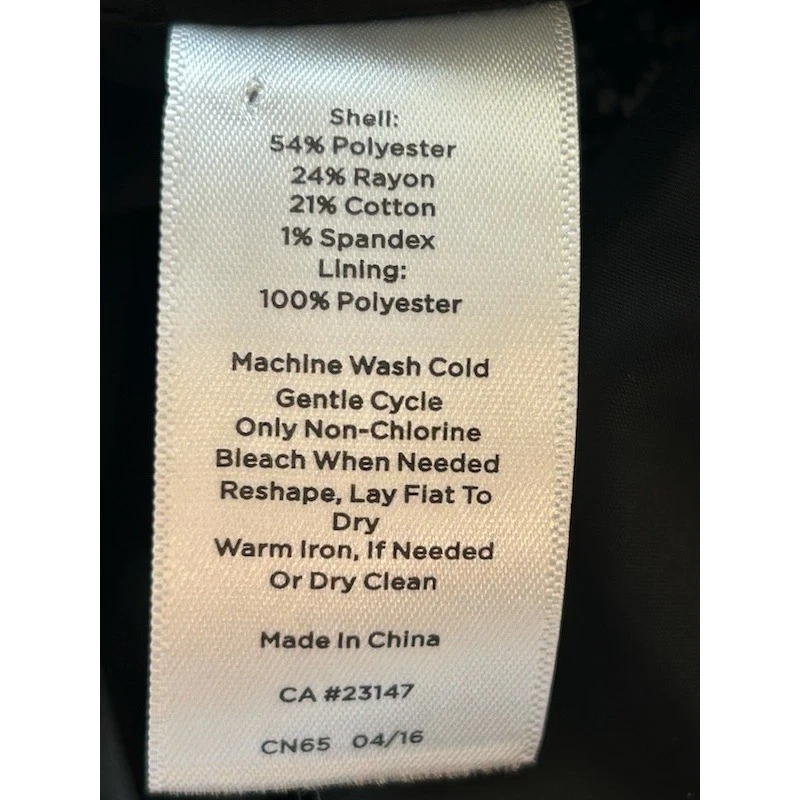 Shell:
54% Polyester
24% Rayon
21% Cotton
1% Spandex
Lining:
100% Polyester
Machine Wash Cold
Gentle Cycle
Only Non-Chlorine
Bleach When Needed
Reshape, Lay Flat To
Dry
Warm Iron, If Needed
Or Dry Clean
Made In China
CA #23147
CN65 04/16